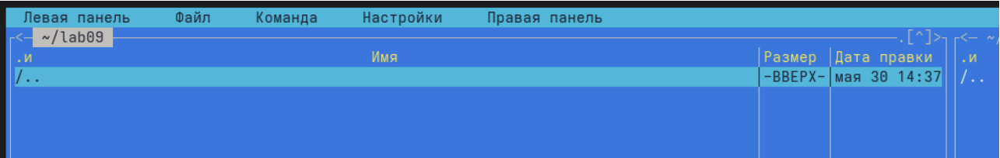 Левая панель Файл Команда Настройки Правая панель
<— ~/lab09 .[^]> <— ~/
.и Имя Размер Дата правки .и
/.. -ВВЕРХ- мая 30 14:37 /..